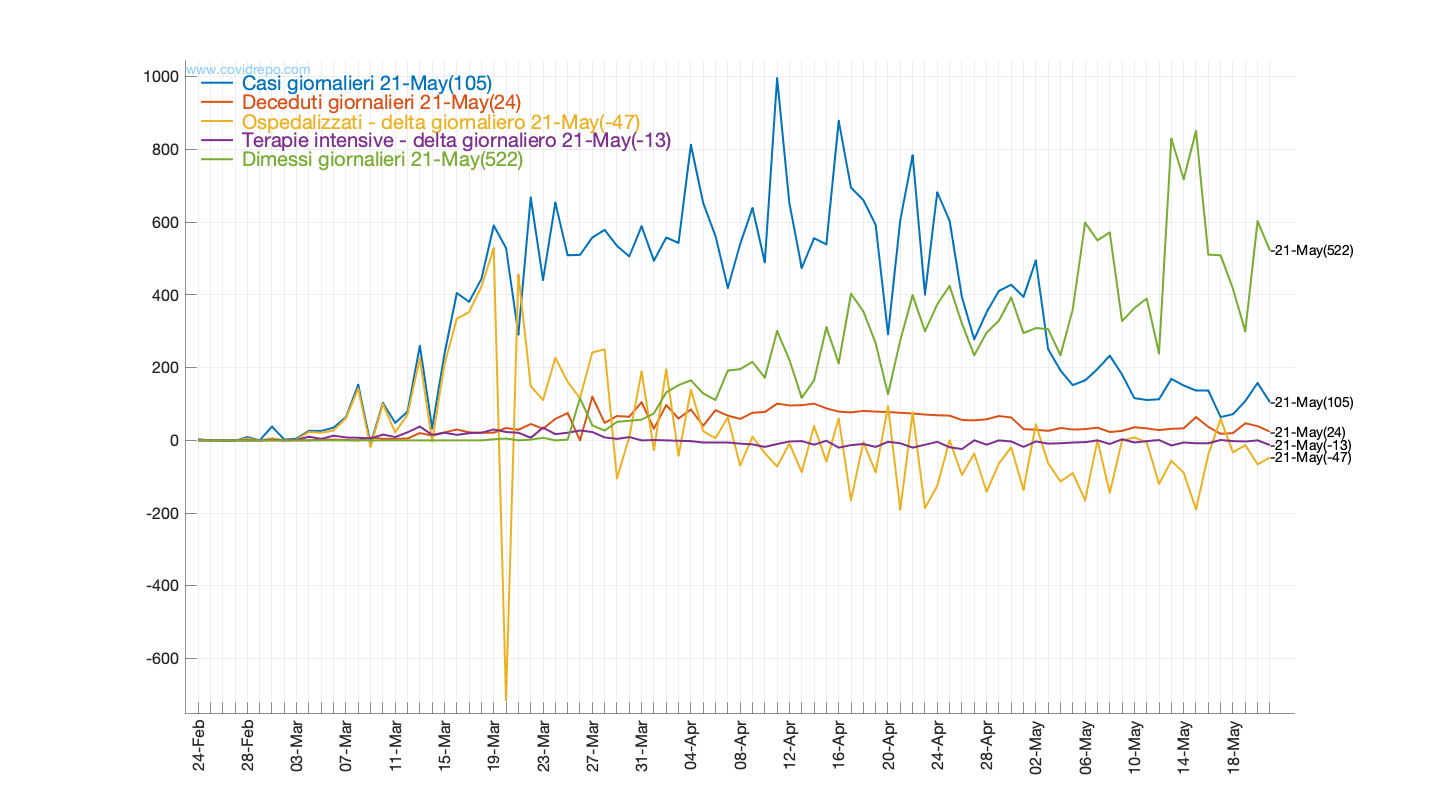 www.covidrepo.com
Casi giornalieri 21-May(105)
Deceduti giornalieri 21-May(24)
Ospedalizzati - delta giornaliero 21-May(-47)
Terapie intensive - delta giornaliero 21-May(-13)
Dimessi giornalieri 21-May(522)
1000
800
600
400
200
0
-200
-400
-600
-21-May(522)
-21-May(105)
-21-May(24)
-21-May(-13)
-21-May(-47)
24-Feb
28-Feb
03-Mar
07-Mar
11-Mar
15-Mar
19-Mar
23-Mar
27-Mar
31-Mar
04-Apr
08-Apr
12-Apr
16-Apr
20-Apr
24-Apr
28-Apr
02-May
06-May
10-May
14-May
18-May